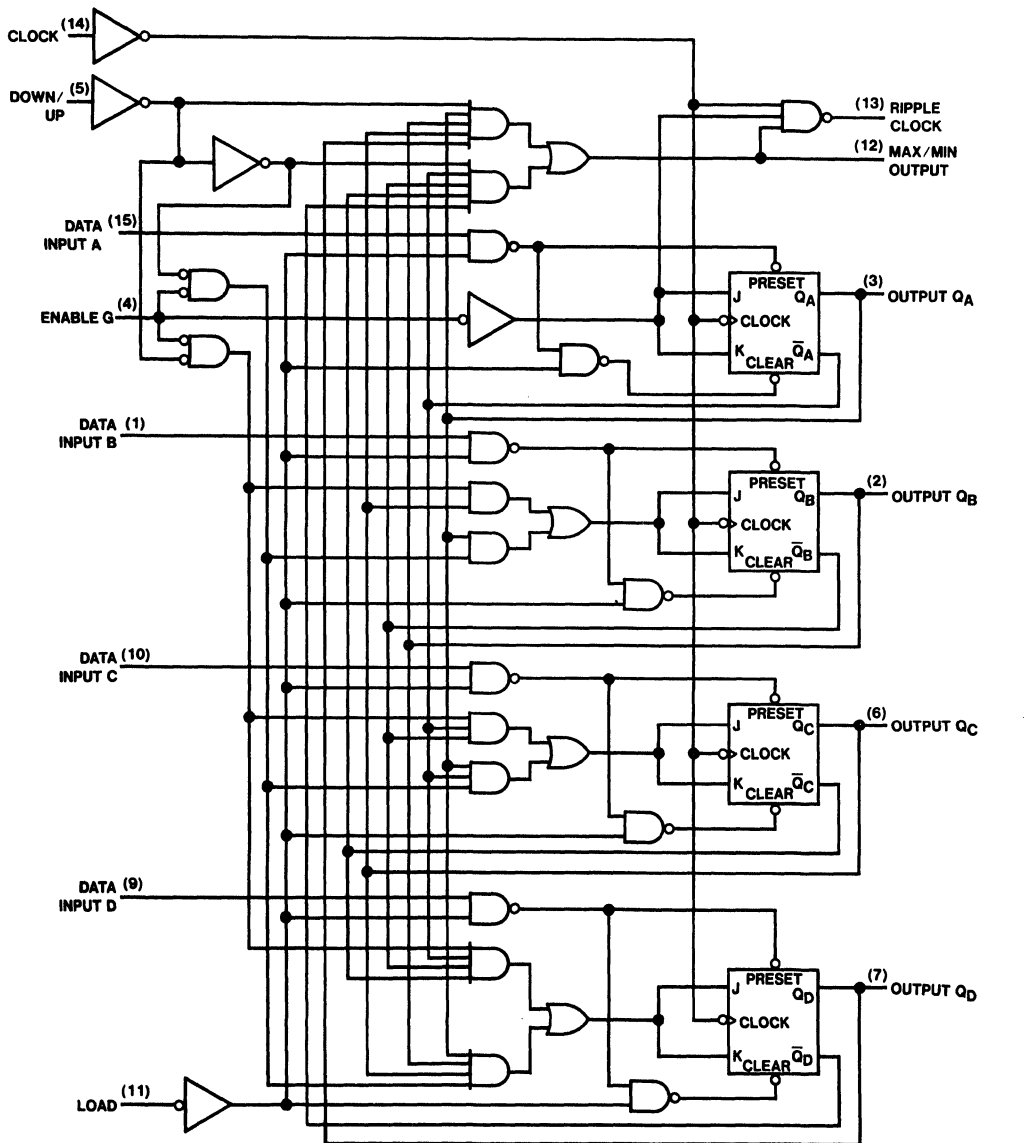 CLOCK (14)
DOWN/ (5)
UP
(13) RIPPLE
CLOCK
(12) MAX/MIN
OUTPUT
DATA (15)
INPUT A
ENABLE G (4)
PRESET
J QA
CLOCK
K Q̅A
CLEAR
(3)
OUTPUT QA
DATA (1)
INPUT B
PRESET
J QB
CLOCK
K Q̅B
CLEAR
(2)
OUTPUT QB
DATA (10)
INPUT C
PRESET
J QC
CLOCK
K Q̅C
CLEAR
(6)
OUTPUT QC
DATA (9)
INPUT D
PRESET
J QD
CLOCK
K Q̅D
CLEAR
(7)
OUTPUT QD
LOAD (11)